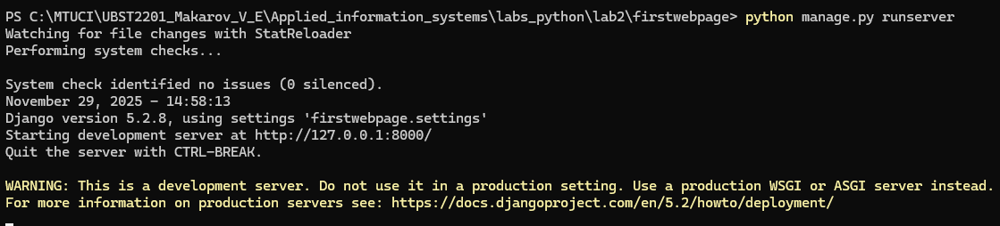 PS C:\MTUCI\UBST2201_Makarov_V_E\Applied_information_systems\labs_python\lab2\firstwebpage> python manage.py runserver
Watching for file changes with StatReloader
Performing system checks...
System check identified no issues (0 silenced).
November 29, 2025 - 14:58:13
Django version 5.2.8, using settings 'firstwebpage.settings'
Starting development server at http://127.0.0.1:8000/
Quit the server with CTRL-BREAK.
WARNING: This is a development server. Do not use it in a production setting. Use a production WSGI or ASGI server instead.
For more information on production servers see: https://docs.djangoproject.com/en/5.2/howto/deployment/